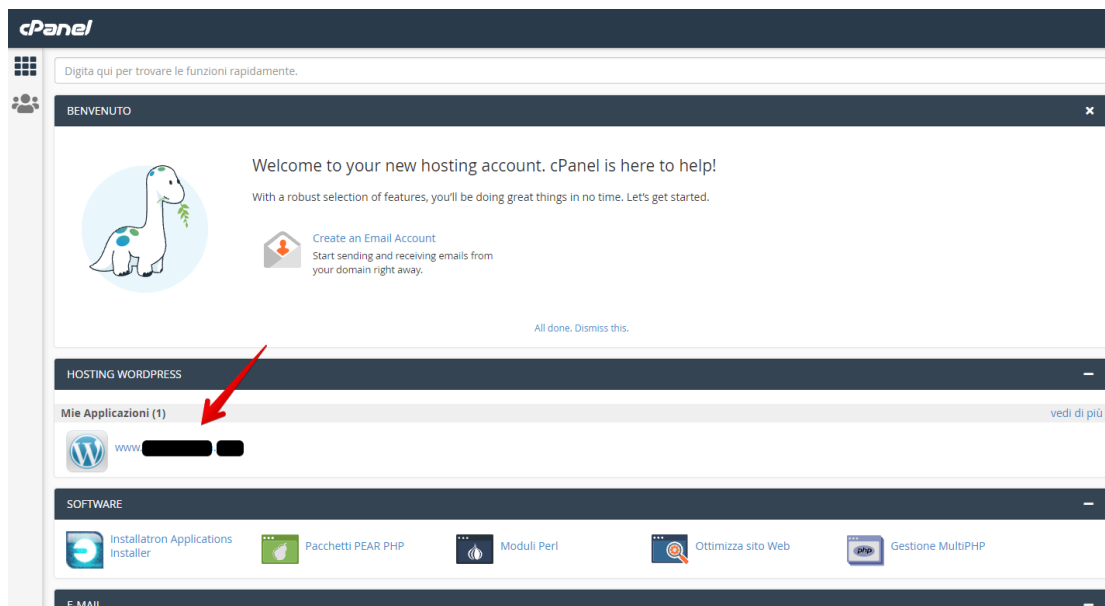 cPanel
Digita qui per trovare le funzioni rapidamente.
BENVENUTO
Welcome to your new hosting account. cPanel is here to help!
With a robust selection of features, you'll be doing great things in no time. Let's get started.
Create an Email Account
Start sending and receiving emails from
your domain right away.
All done. Dismiss this.
HOSTING WORDPRESS
Mie Applicazioni (1) vedi di più
www.
SOFTWARE
Installatron Applications
Installer
Pacchetti PEAR PHP
Moduli Perl
Ottimizza sito Web
php
Gestione MultiPHP
E-MAIL